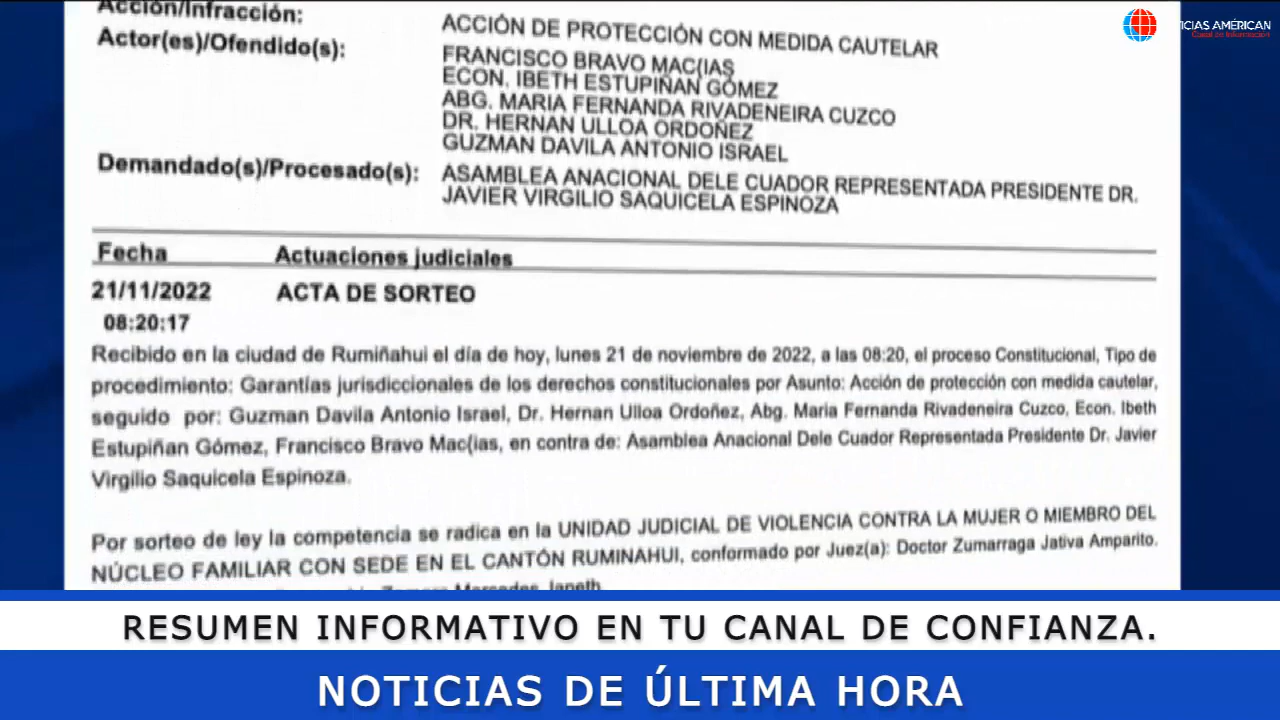 Acción/Infracción:
ACCIÓN DE PROTECCIÓN CON MEDIDA CAUTELAR
Actor(es)/Ofendido(s):
FRANCISCO BRAVO MAC(IAS
ECON. IBETH ESTUPIÑAN GÓMEZ
ABG. MARIA FERNANDA RIVADENEIRA CUZCO
DR. HERNAN ULLOA ORDOÑEZ
GUZMAN DAVILA ANTONIO ISRAEL
Demandado(s)/Procesado(s):
ASAMBLEA ANACIONAL DELE CUADOR REPRESENTADA PRESIDENTE DR.
JAVIER VIRGILIO SAQUICELA ESPINOZA
Fecha Actuaciones judiciales
21/11/2022 ACTA DE SORTEO
08:20:17
Recibido en la ciudad de Rumiñahui el día de hoy, lunes 21 de noviembre de 2022, a las 08:20, el proceso Constitucional, Tipo de
procedimiento: Garantías jurisdiccionales de los derechos constitucionales por Asunto: Acción de protección con medida cautelar,
seguido por: Guzman Davila Antonio Israel, Dr. Hernan Ulloa Ordoñez, Abg. Maria Fernanda Rivadeneira Cuzco, Econ. Ibeth
Estupiñan Gómez, Francisco Bravo Mac(ias, en contra de: Asamblea Anacional Dele Cuador Representada Presidente Dr. Javier
Virgilio Saquicela Espinoza.
Por sorteo de ley la competencia se radica en la UNIDAD JUDICIAL DE VIOLENCIA CONTRA LA MUJER O MIEMBRO DEL
NÚCLEO FAMILIAR CON SEDE EN EL CANTÓN RUMINAHUI, conformado por Juez(a): Doctor Zumarraga Jativa Amparito.
Janeth
ICIAS AMÉRICAN
Canal de Información
RESUMEN INFORMATIVO EN TU CANAL DE CONFIANZA.
NOTICIAS DE ÚLTIMA HORA